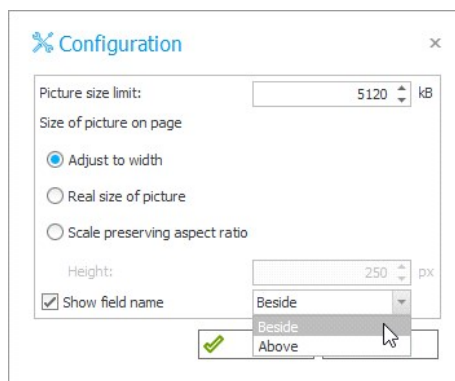 Configuration
Picture size limit: 5120 kB
Size of picture on page
Adjust to width
Real size of picture
Scale preserving aspect ratio
Height: 250 px
Show field name Beside
Beside
Above